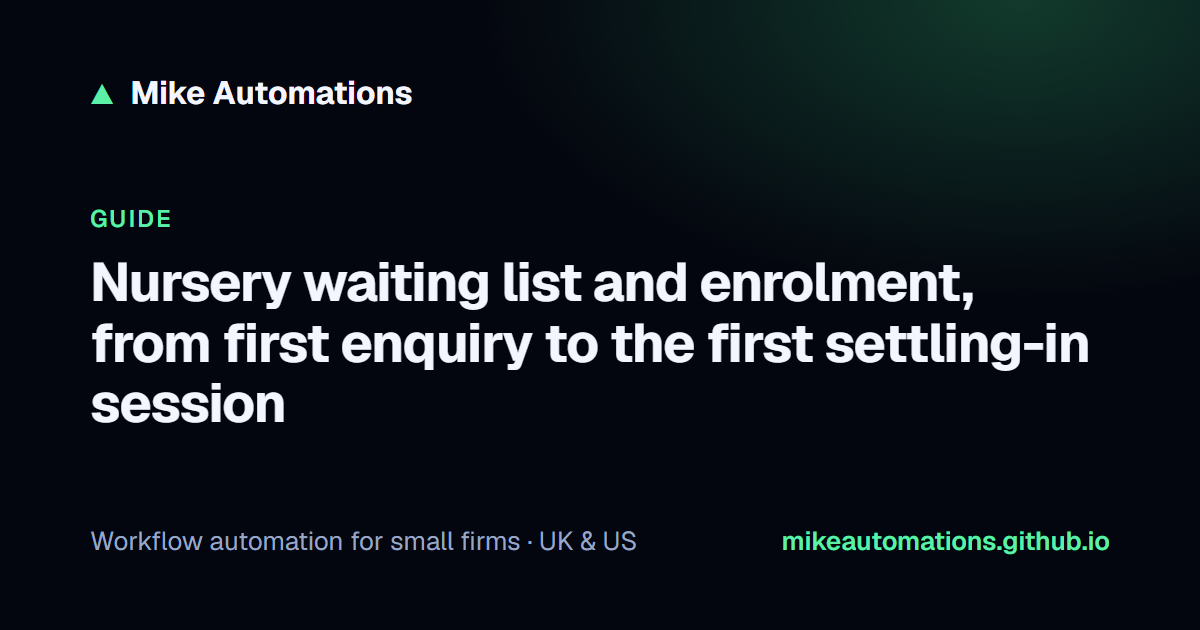 Mike Automations
GUIDE
Nursery waiting list and enrolment,
from first enquiry to the first settling-in
session
Workflow automation for small firms · UK & US
mikeautomations.github.io